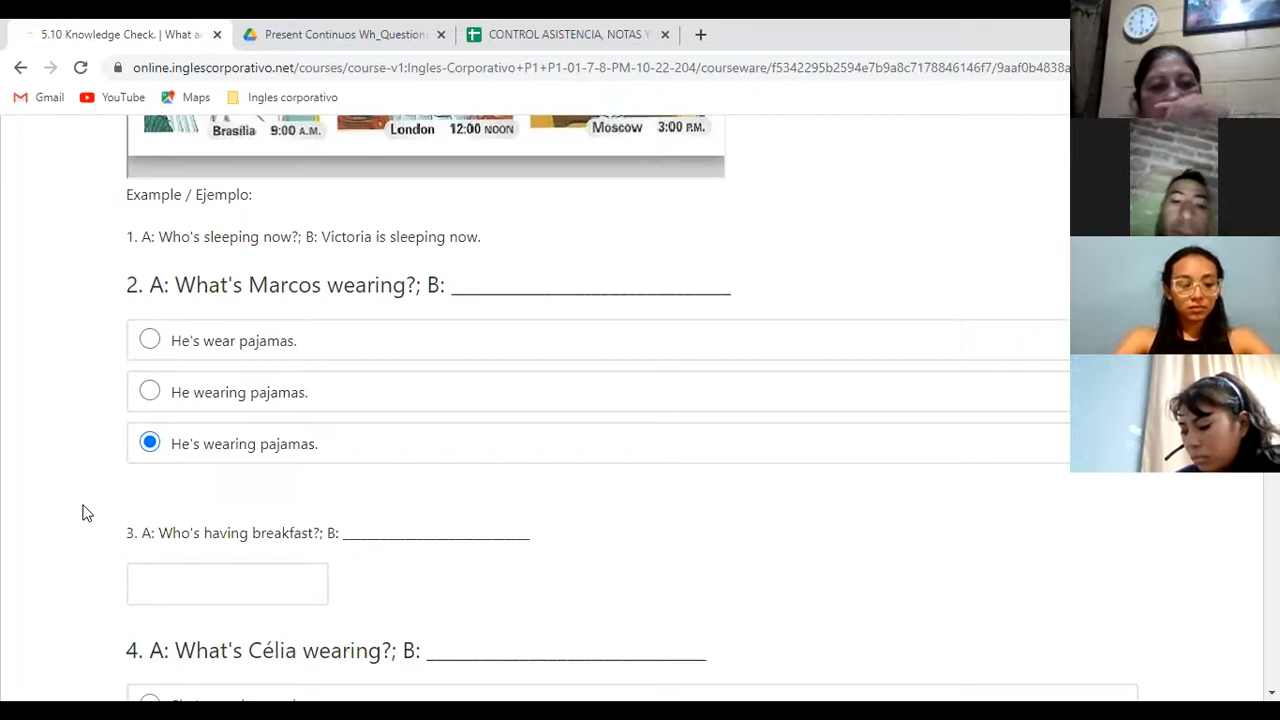 5.10 Knowledge Check. | What a
Present Continuos Wh_Question
CONTROL ASISTENCIA, NOTAS Y
online.inglescorporativo.net/courses/course-v1:Ingles-Corporativo+P1+P1-01-7-8-PM-10-22-204/courseware/f5342295b2594e7b9a8c7178846146f7/9aaf0b4838a
Gmail YouTube Maps Ingles corporativo
Brasília 9:00 A.M. London 12:00 NOON Moscow 3:00 P.M.
Example / Ejemplo:
1. A: Who's sleeping now?; B: Victoria is sleeping now.
2. A: What's Marcos wearing?; B: ____________________________
He's wear pajamas.
He wearing pajamas.
He's wearing pajamas.
3. A: Who's having breakfast?; B: ____________________________
4. A: What's Célia wearing?; B: ____________________________